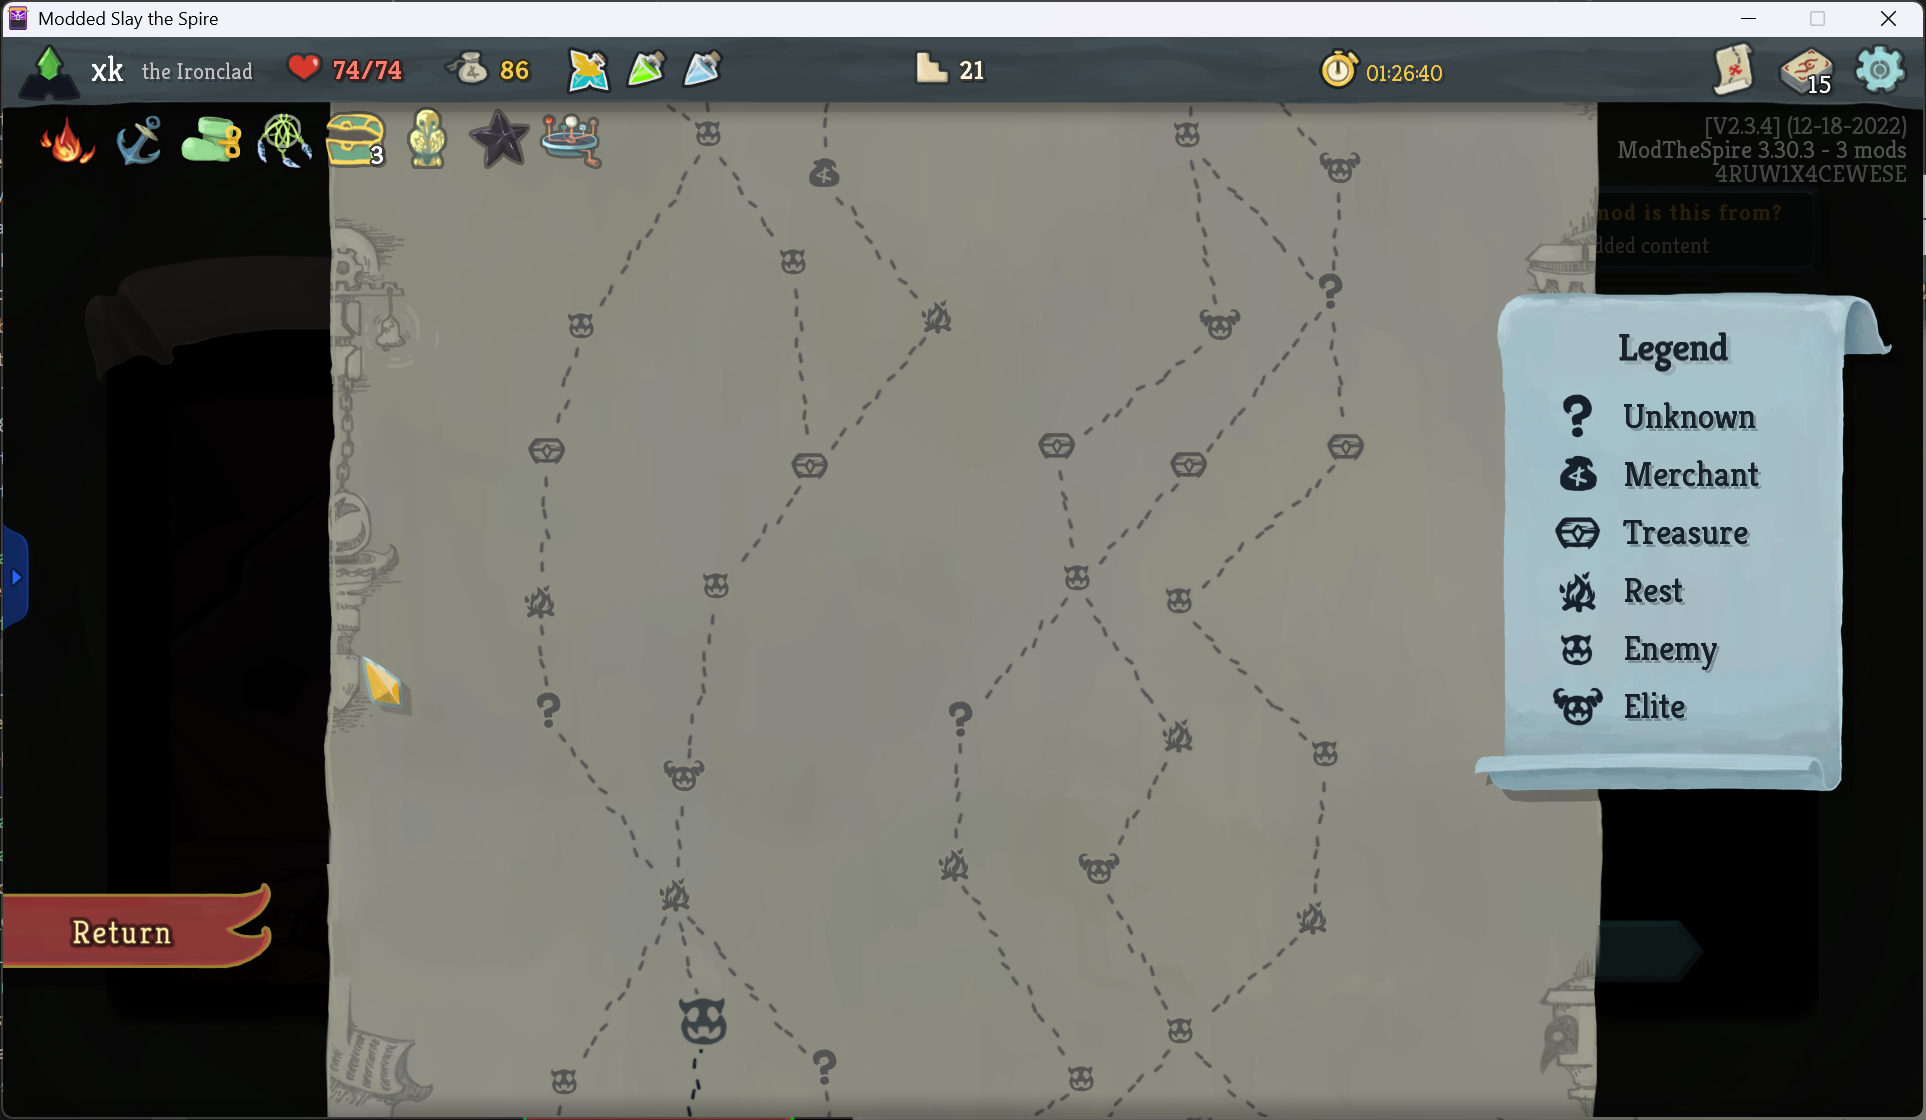 Modded Slay the Spire
xk the Ironclad 74/74 86 21 01:26:40 15
3
[V2.3.4] (12-18-2022)
ModTheSpire 3.30.3 - 3 mods
4RUW1X4CEWESE
mod is this from?
dded content
Legend
? Unknown
Merchant
Treasure
Rest
Enemy
Elite
Return